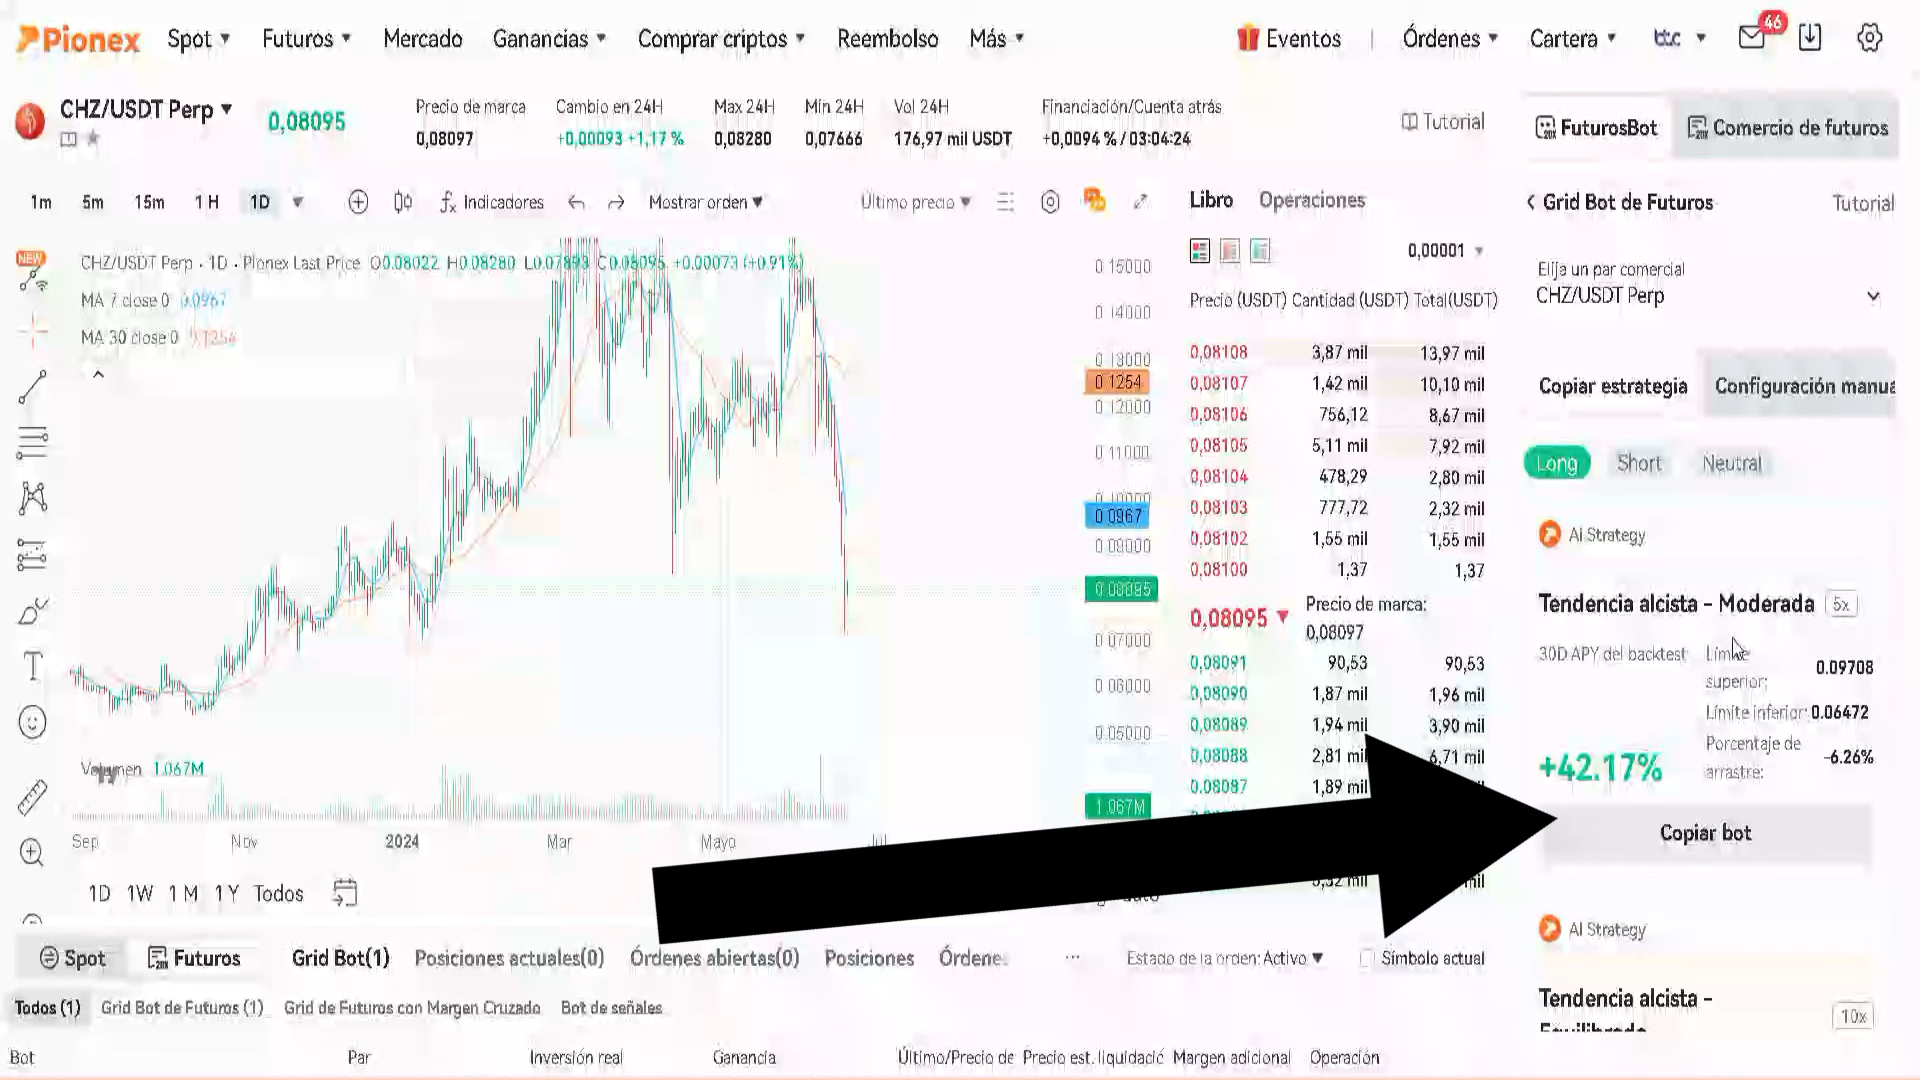 Pionex Spot Futuros Mercado Ganancias Comprar criptos Reembolso Más Eventos Órdenes Cartera btc 46
CHZ/USDT Perp 0,08095
Precio de marca 0,08097
Cambio en 24H +0,00093 +1,17 %
Max 24H 0,08280
Min 24H 0,07666
Vol 24H 176,97 mil USDT
Financiación/Cuenta atrás +0,0094 % / 03:04:24
Tutorial
FuturosBot Comercio de futuros
1m 5m 15m 1 H 1D Indicadores Mostrar orden Último precio
NEW
CHZ/USDT Perp · 1D · Pionex Last Price O0.08022 H0.08280 L0.07893 C0.08095 +0.00073 (+0.91%)
MA 7 close 0 0.0967
MA 30 close 0 0.1254
0.15000
0.14000
0.13000
0.1254
0.12000
0.11000
0.10000
0.0967
0.09000
0.08095
0.07000
0.06000
0.05000
Volumen 1.067M
1.067M
Sep Nov 2024 Mar Mayo Jul
1D 1W 1 M 1 Y Todos
Libro Operaciones
0,00001
Precio (USDT) Cantidad (USDT) Total(USDT)
0,08108 3,87 mil 13,97 mil
0,08107 1,42 mil 10,10 mil
0,08106 756,12 8,67 mil
0,08105 5,11 mil 7,92 mil
0,08104 478,29 2,80 mil
0,08103 777,72 2,32 mil
0,08102 1,55 mil 1,55 mil
0,08100 1,37 1,37
0,08095 Precio de marca:
0,08097
0,08091 90,53 90,53
0,08090 1,87 mil 1,96 mil
0,08089 1,94 mil 3,90 mil
0,08088 2,81 mil 6,71 mil
0,08087 1,89 mil
Grid Bot de Futuros Tutorial
Elija un par comercial
CHZ/USDT Perp
Copiar estrategia Configuración manua
Long Short Neutral
AI Strategy
Tendencia alcista - Moderada 5x
30D APY del backtest
+42.17%
Límite superior: 0.09708
Límite inferior: 0.06472
Porcentaje de arrastre: -6.26%
Copiar bot
AI Strategy
Tendencia alcista -
Equilibrado
10x
Spot Futuros Grid Bot(1) Posiciones actuales(0) Órdenes abiertas(0) Posiciones Órdene ... Estado de la orden:Activo Símbolo actual
Todos (1) Grid Bot de Futuros (1) Grid de Futuros con Margen Cruzado Bot de señales
Bot Par Inversión real Ganancia Último/Precio de Precio est. liquidació Margen adicional Operación